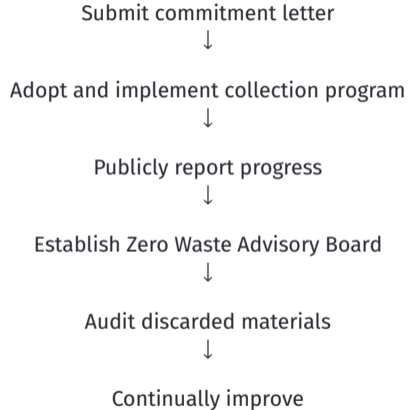 Submit commitment letter
↓
Adopt and implement collection program
↓
Publicly report progress
↓
Establish Zero Waste Advisory Board
↓
Audit discarded materials
↓
Continually improve